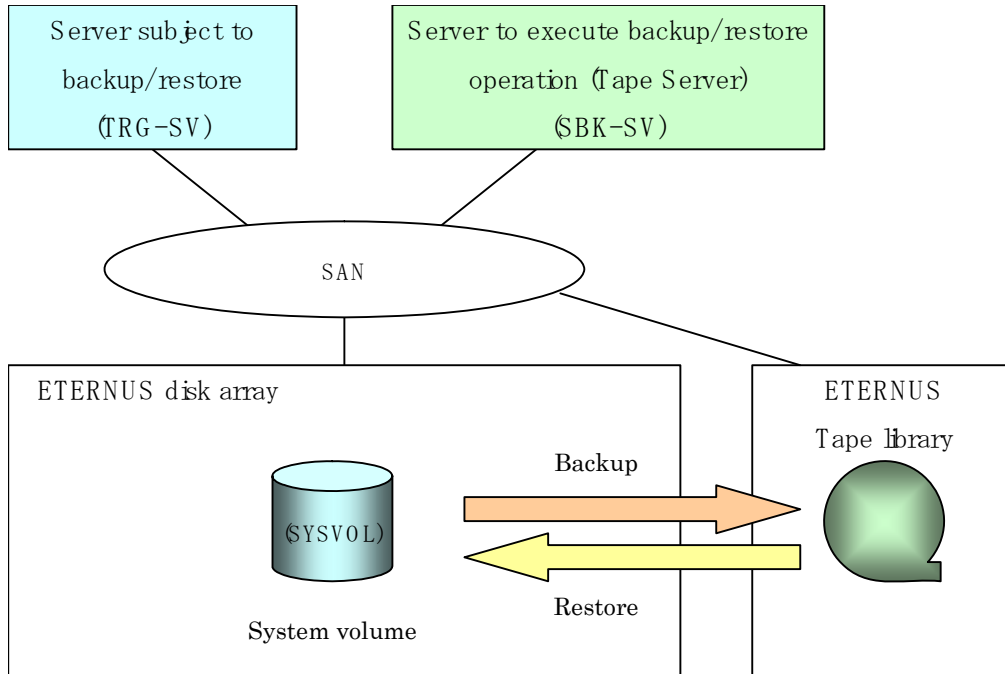 Server subject to
backup/restore
(TRG-SV)
Server to execute backup/restore
operation (Tape Server)
(SBK-SV)
SAN
ETERNUS disk array
ETERNUS
Tape library
Backup
(SYSVOL)
Restore
System volume